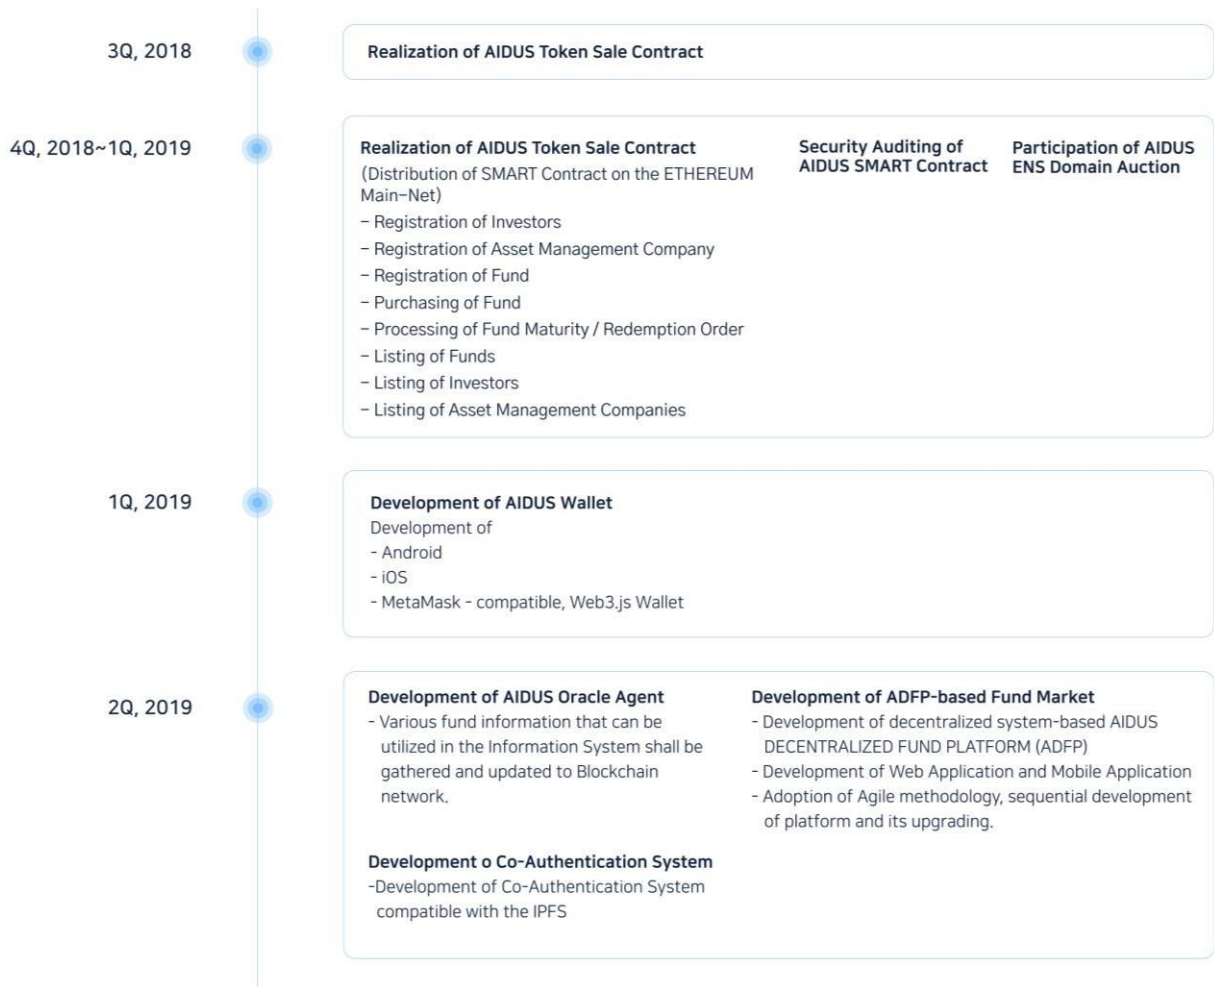 3Q, 2018
Realization of AIDUS Token Sale Contract
4Q, 2018~1Q, 2019
Realization of AIDUS Token Sale Contract
(Distribution of SMART Contract on the ETHEREUM
Main-Net)
- Registration of Investors
- Registration of Asset Management Company
- Registration of Fund
- Purchasing of Fund
- Processing of Fund Maturity / Redemption Order
- Listing of Funds
- Listing of Investors
- Listing of Asset Management Companies
Security Auditing of
AIDUS SMART Contract
Participation of AIDUS
ENS Domain Auction
1Q, 2019
Development of AIDUS Wallet
Development of
- Android
- iOS
- MetaMask - compatible, Web3.js Wallet
2Q, 2019
Development of AIDUS Oracle Agent
- Various fund information that can be
utilized in the Information System shall be
gathered and updated to Blockchain
network.
Development o Co-Authentication System
-Development of Co-Authentication System
compatible with the IPFS
Development of ADFP-based Fund Market
- Development of decentralized system-based AIDUS
DECENTRALIZED FUND PLATFORM (ADFP)
- Development of Web Application and Mobile Application
- Adoption of Agile methodology, sequential development
of platform and its upgrading.